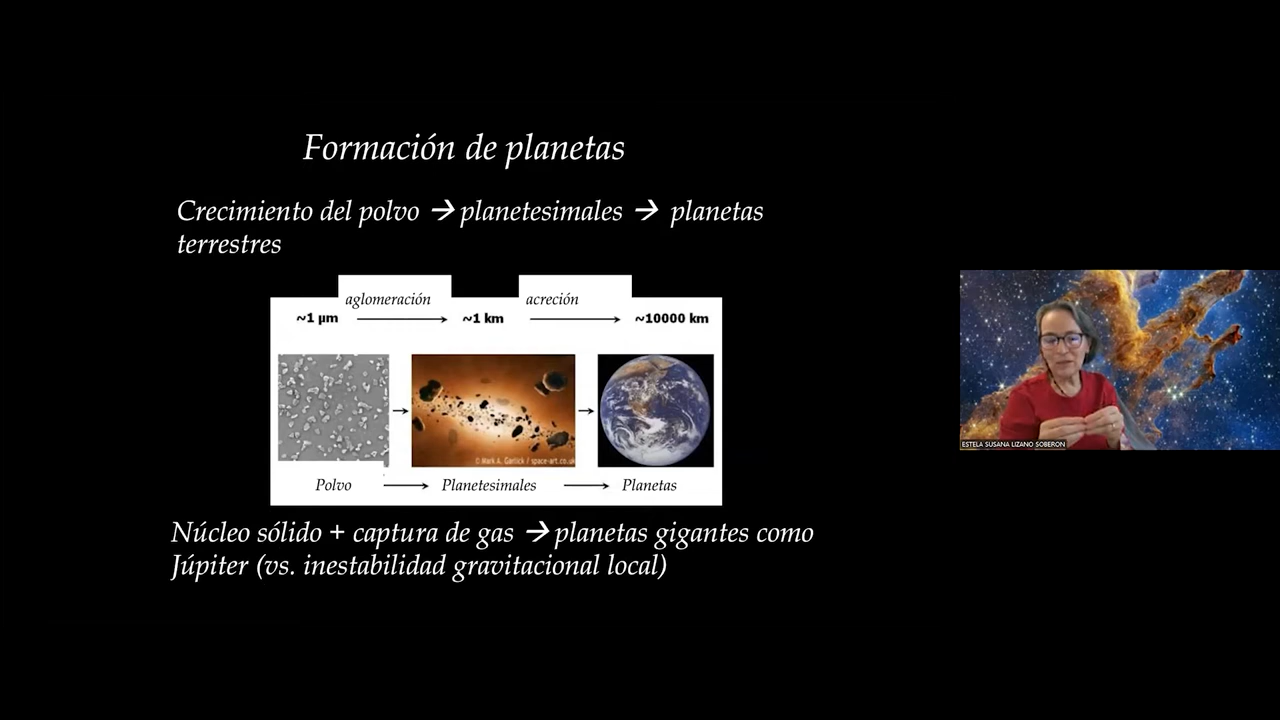 Formación de planetas
Crecimiento del polvo → planetesimales → planetas
terrestres
aglomeración
acreción
~1 µm
~1 km
~10000 km
© Mark A. Garlick / space-art.co.uk
Polvo
Planetesimales
Planetas
Núcleo sólido + captura de gas → planetas gigantes como
Júpiter (vs. inestabilidad gravitacional local)
ESTELA SUSANA LIZANO SOBERON